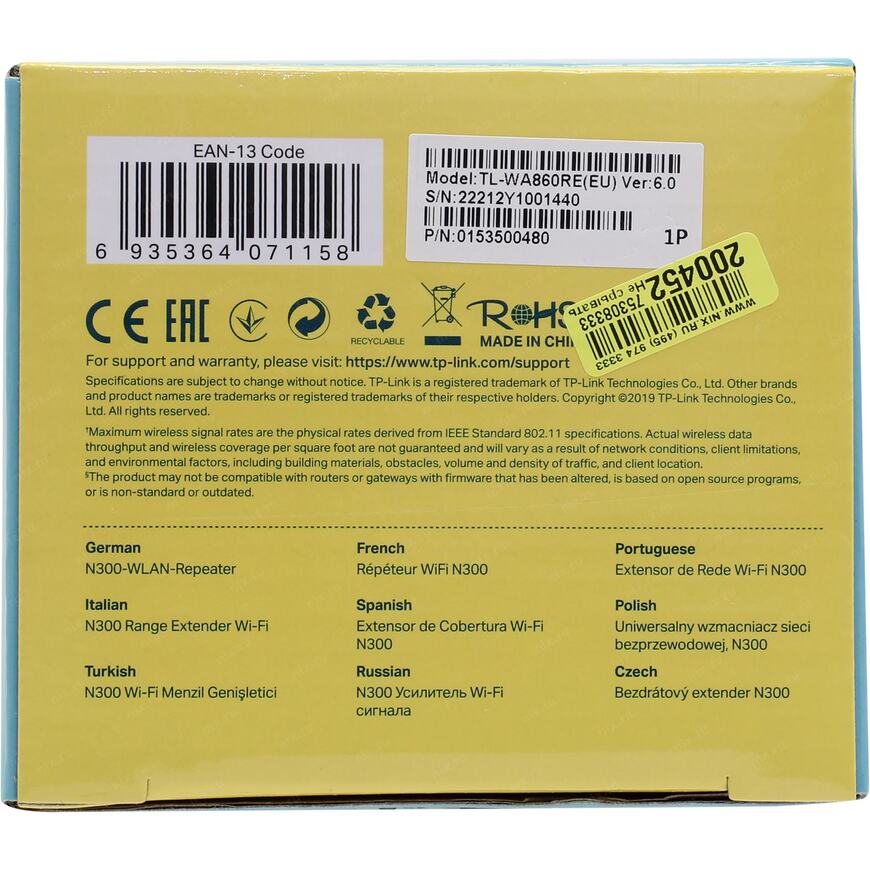 EAN-13 Code
6 935364 071158
Model:TL-WA860RE(EU) Ver:6.0
S/N:22212Y1001440
P/N:0153500480 1P
200452
Не срывать
75308333
www.NIX.RU (495) 974 3333
CE EAC
RECYCLABLE
RoHS
MADE IN CHI
For support and warranty, please visit: https://www.tp-link.com/support
Specifications are subject to change without notice. TP-Link is a registered trademark of TP-Link Technologies Co., Ltd. Other brands
and product names are trademarks or registered trademarks of their respective holders. Copyright ©2019 TP-Link Technologies Co.,
Ltd. All rights reserved.
†Maximum wireless signal rates are the physical rates derived from IEEE Standard 802.11 specifications. Actual wireless data
throughput and wireless coverage per square foot are not guaranteed and will vary as a result of network conditions, client limitations,
and environmental factors, including building materials, obstacles, volume and density of traffic, and client location.
§The product may not be compatible with routers or gateways with firmware that has been altered, is based on open source programs,
or is non-standard or outdated.
German
N300-WLAN-Repeater
French
Répéteur WiFi N300
Portuguese
Extensor de Rede Wi-Fi N300
Italian
N300 Range Extender Wi-Fi
Spanish
Extensor de Cobertura Wi-Fi
N300
Polish
Uniwersalny wzmacniacz sieci
bezprzewodowej, N300
Turkish
N300 Wi-Fi Menzil Genişletici
Russian
N300 Усилитель Wi-Fi
сигнала
Czech
Bezdrátový extender N300